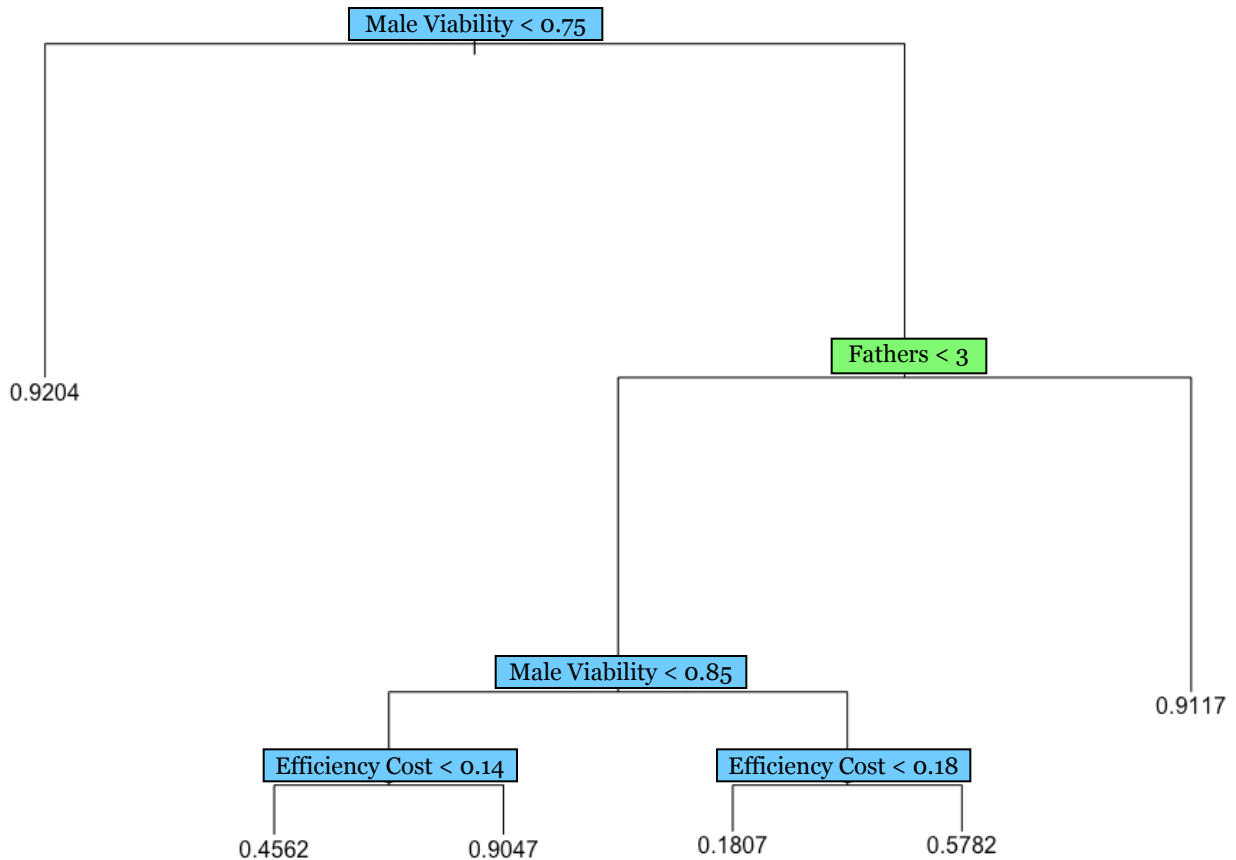 Male Viability < 0.75
Fathers < 3
0.9204
Male Viability < 0.85
0.9117
Efficiency Cost < 0.14
Efficiency Cost < 0.18
0.4562
0.9047
0.1807
0.5782